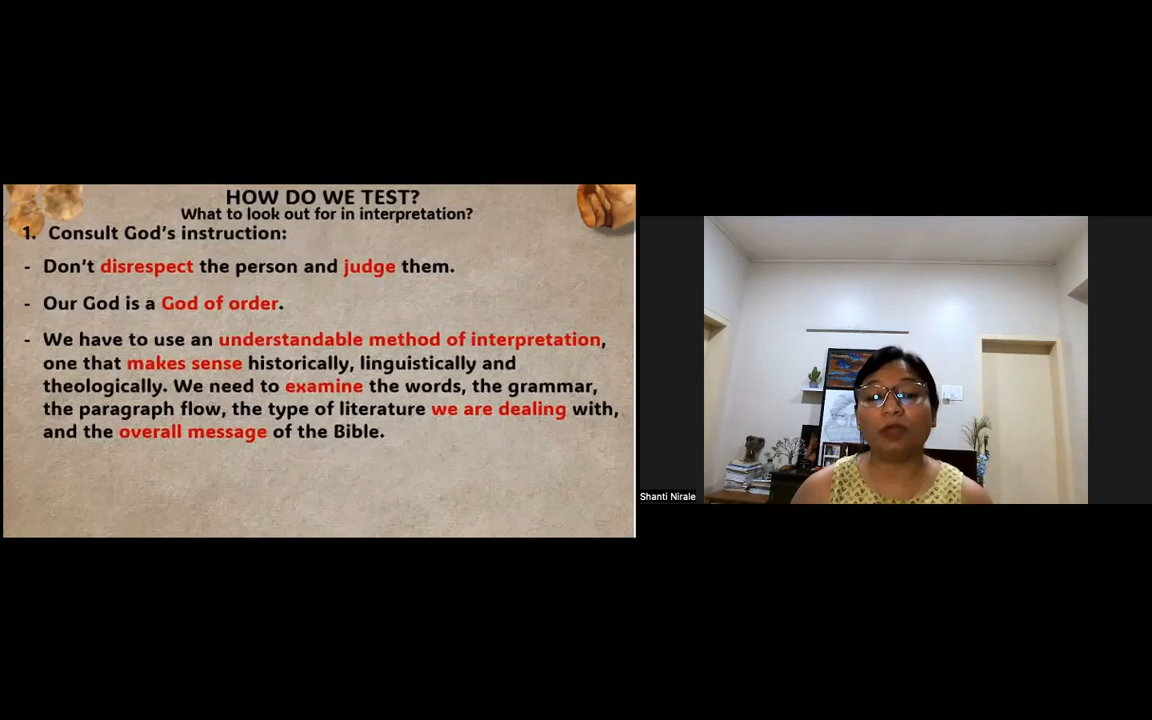 HOW DO WE TEST?
What to look out for in interpretation?
1. Consult God's instruction:
- Don't disrespect the person and judge them.
- Our God is a God of order.
- We have to use an understandable method of interpretation,
one that makes sense historically, linguistically and
theologically. We need to examine the words, the grammar,
the paragraph flow, the type of literature we are dealing with,
and the overall message of the Bible.
Shanti Nirale